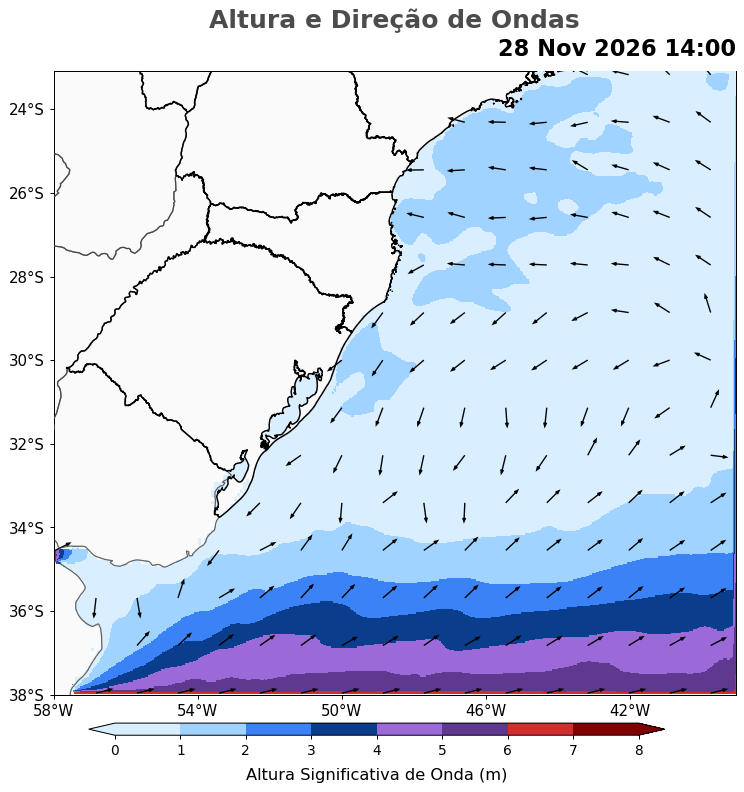 Altura e Direção de Ondas
28 Nov 2026 14:00
24°S
26°S
28°S
30°S
32°S
34°S
36°S
38°S
58°W 54°W 50°W 46°W 42°W
0 1 2 3 4 5 6 7 8
Altura Significativa de Onda (m)